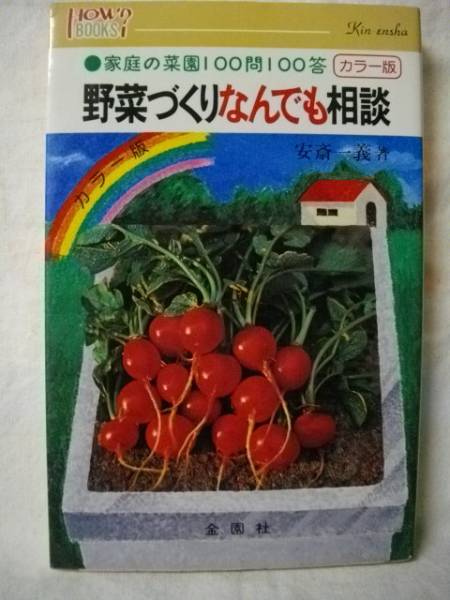 HOW? BOOKS
Kin-ensha
●家庭の菜園100問100答 カラー版
野菜づくりなんでも相談
安斎一義著
カラー版
金園社